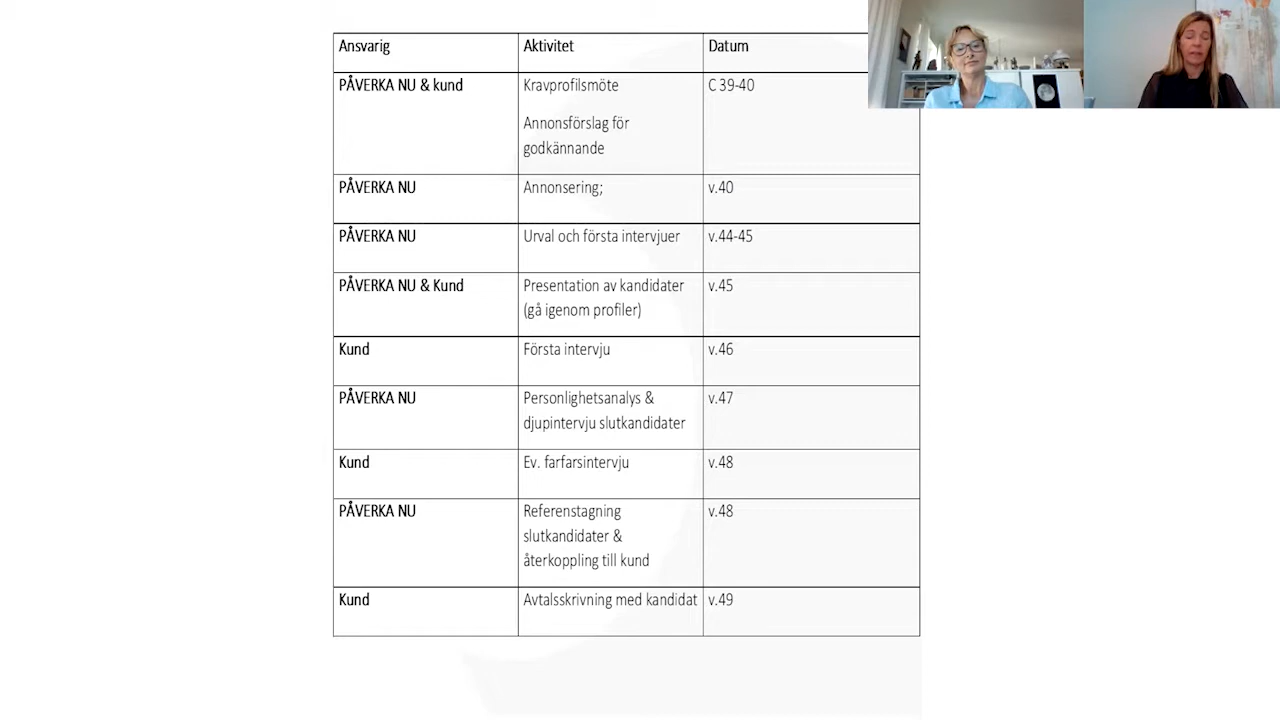 Ansvarig Aktivitet Datum
PÅVERKA NU & kund Kravprofilsmöte C 39-40
Annonsförslag för
godkännande
PÅVERKA NU Annonsering; v.40
PÅVERKA NU Urval och första intervjuer v.44-45
PÅVERKA NU & Kund Presentation av kandidater v.45
(gå igenom profiler)
Kund Första intervju v.46
PÅVERKA NU Personlighetsanalys & v.47
djupintervju slutkandidater
Kund Ev. farfarsintervju v.48
PÅVERKA NU Referenstagning v.48
slutkandidater &
återkoppling till kund
Kund Avtalsskrivning med kandidat v.49